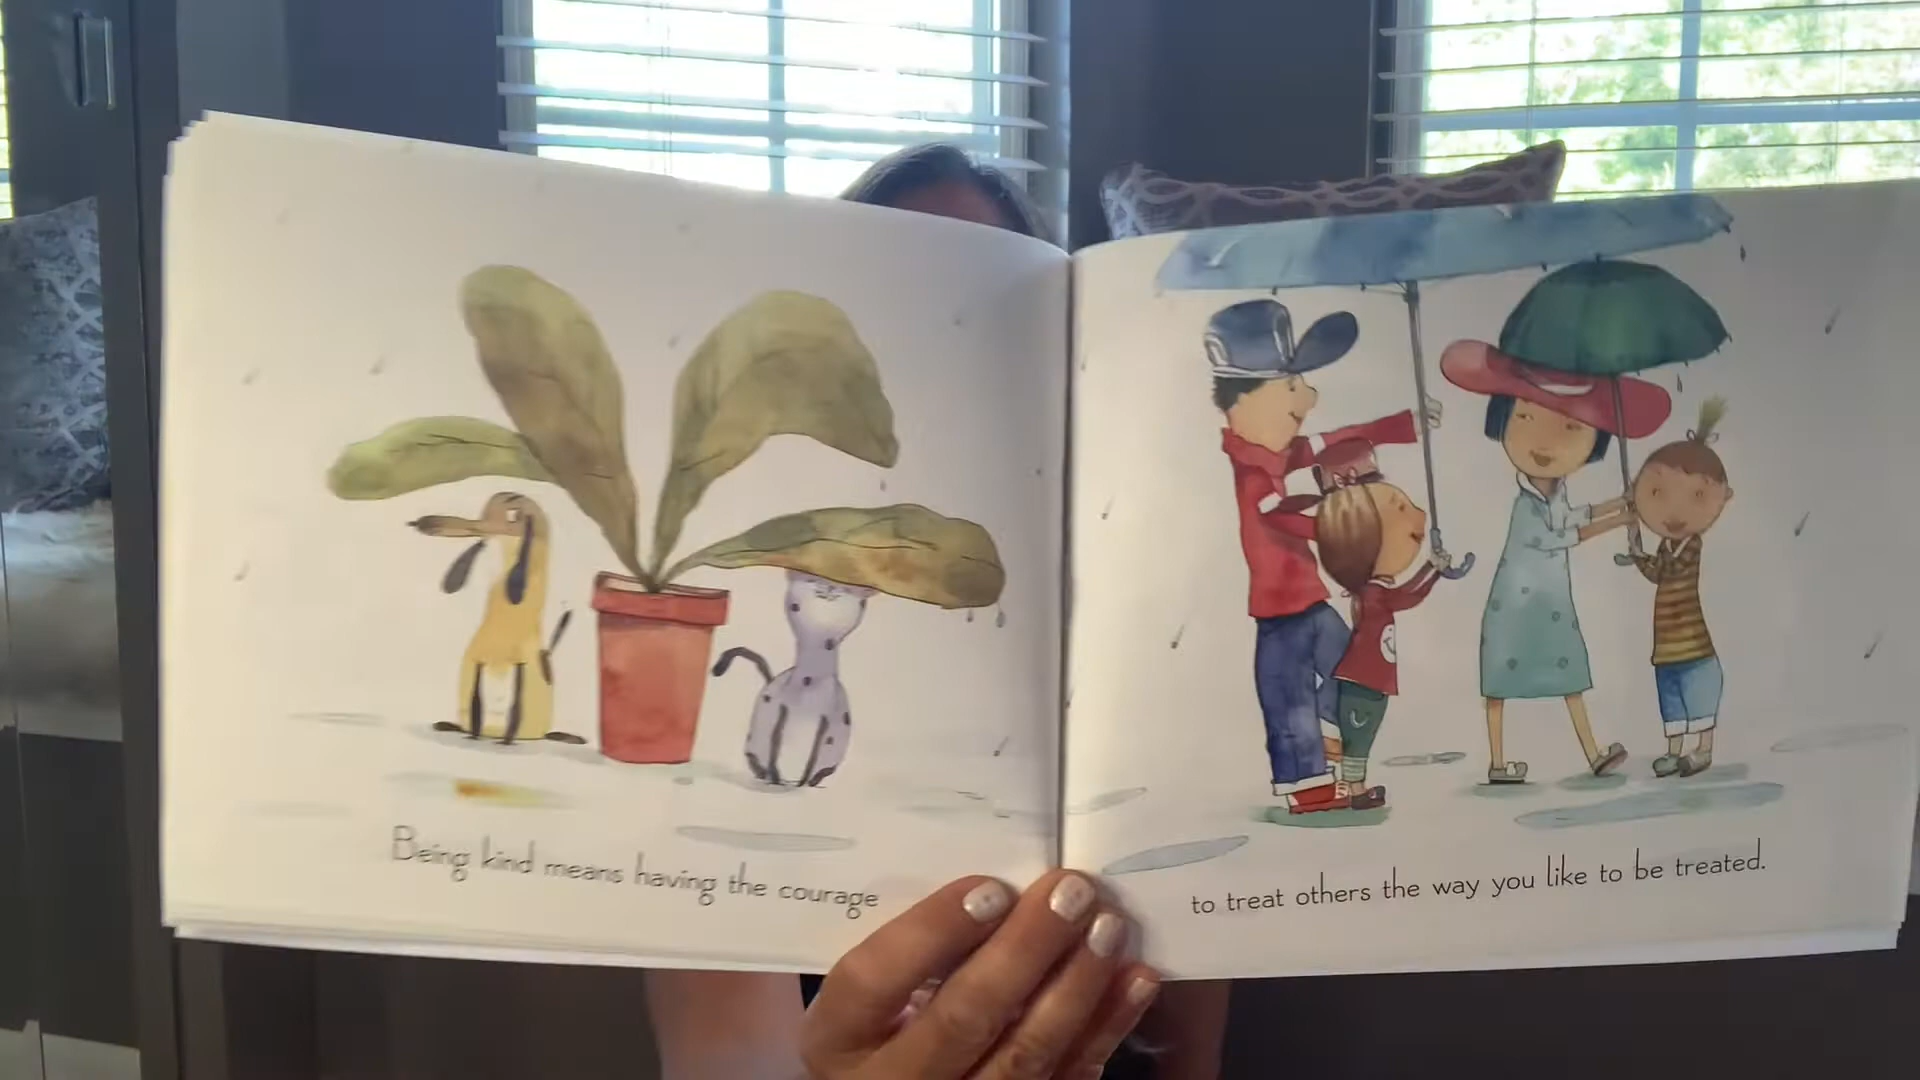 Being kind means having the courage
to treat others the way you like to be treated.